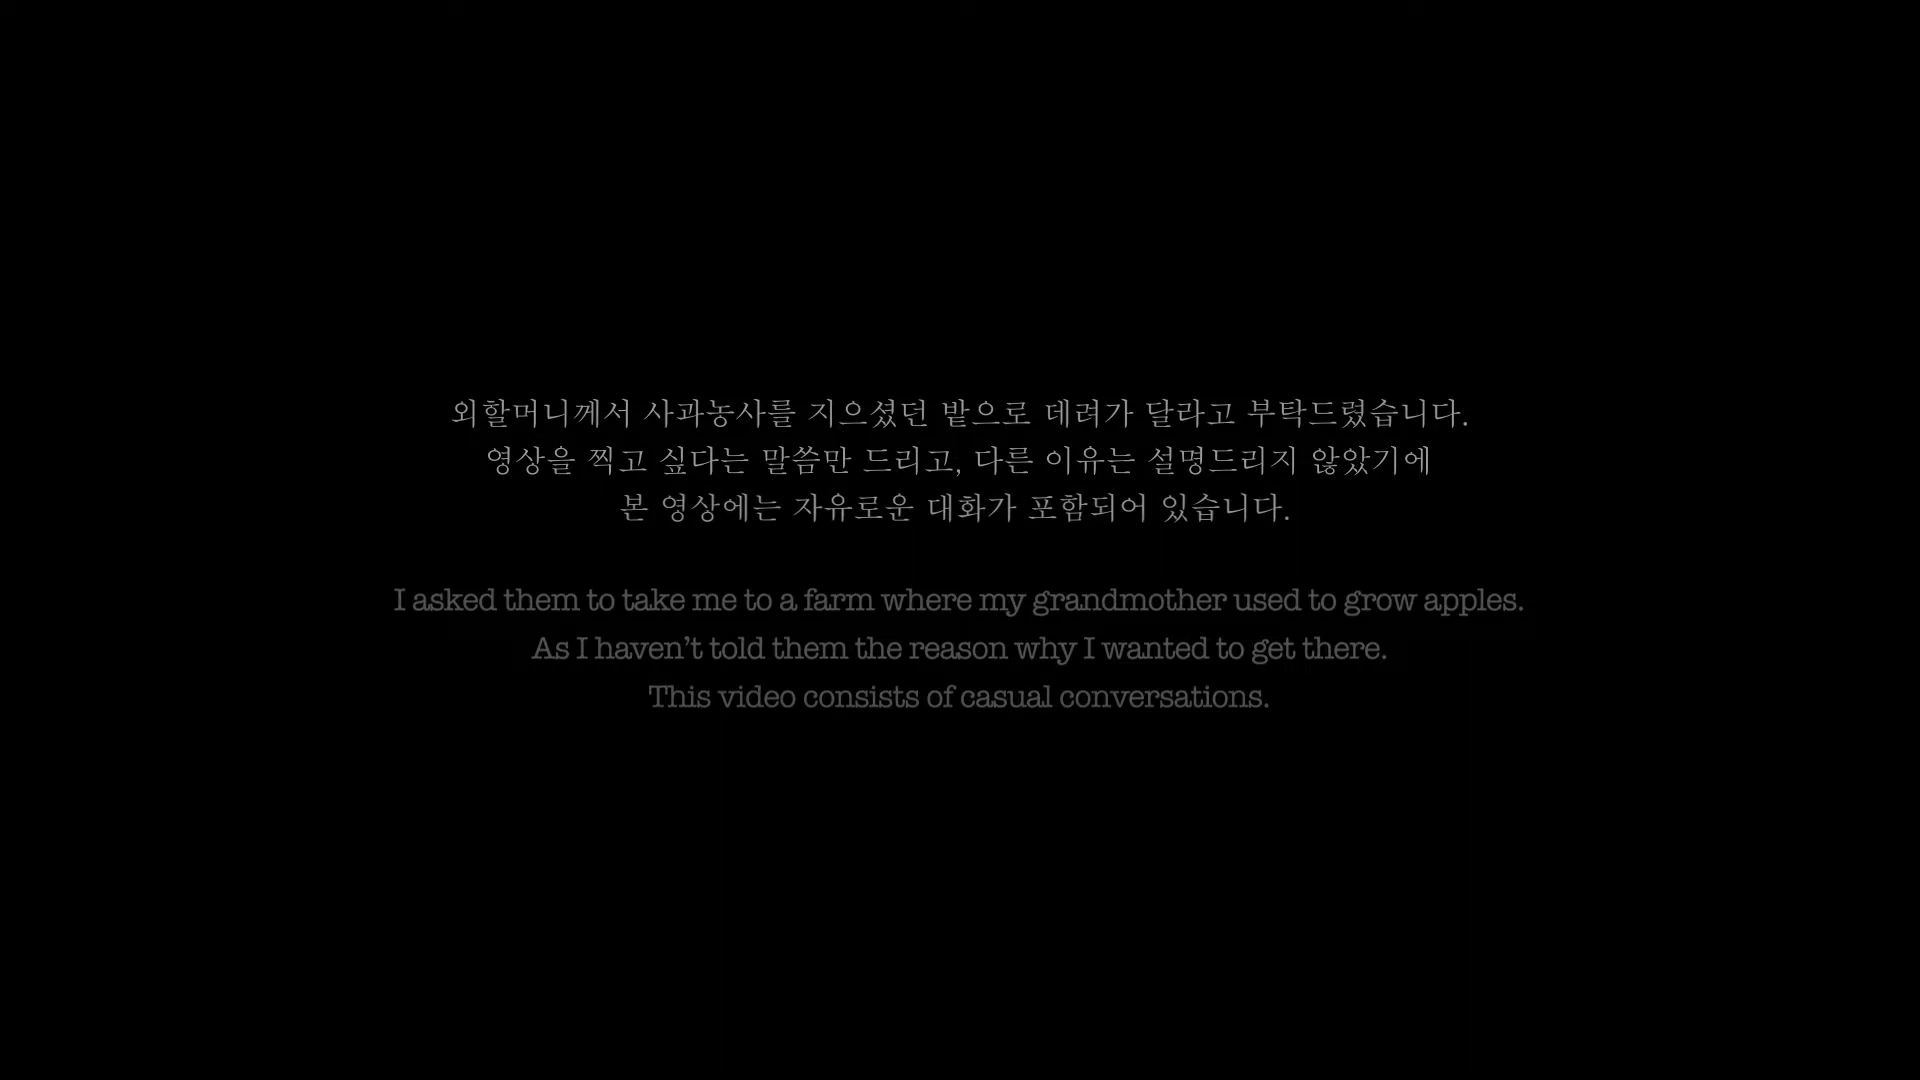 외할머니께서 사과농사를 지으셨던 밭으로 데려가 달라고 부탁드렸습니다.
영상을 찍고 싶다는 말씀만 드리고, 다른 이유는 설명드리지 않았기에
본 영상에는 자유로운 대화가 포함되어 있습니다.
I asked them to take me to a farm where my grandmother used to grow apples.
As I haven’t told them the reason why I wanted to get there.
This video consists of casual conversations.